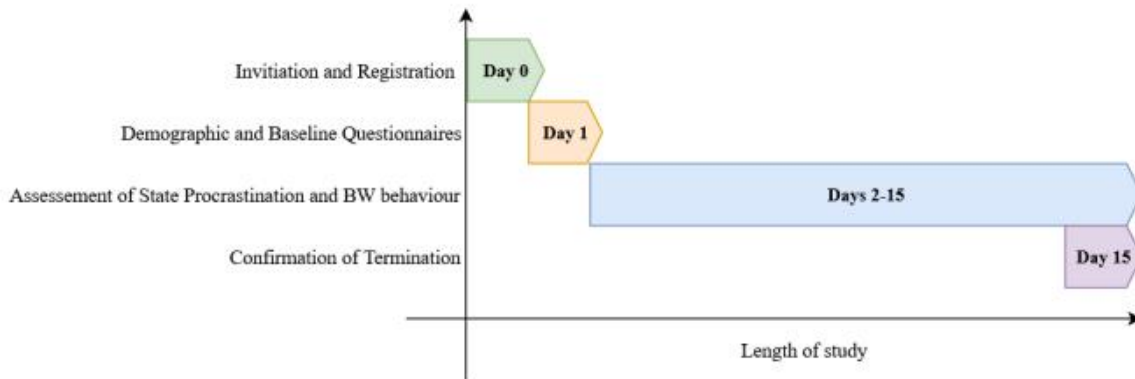 Invitiation and Registration
Day 0
Demographic and Baseline Questionnaires
Day 1
Assessement of State Procrastination and BW behaviour
Days 2-15
Confirmation of Termination
Day 15
Length of study